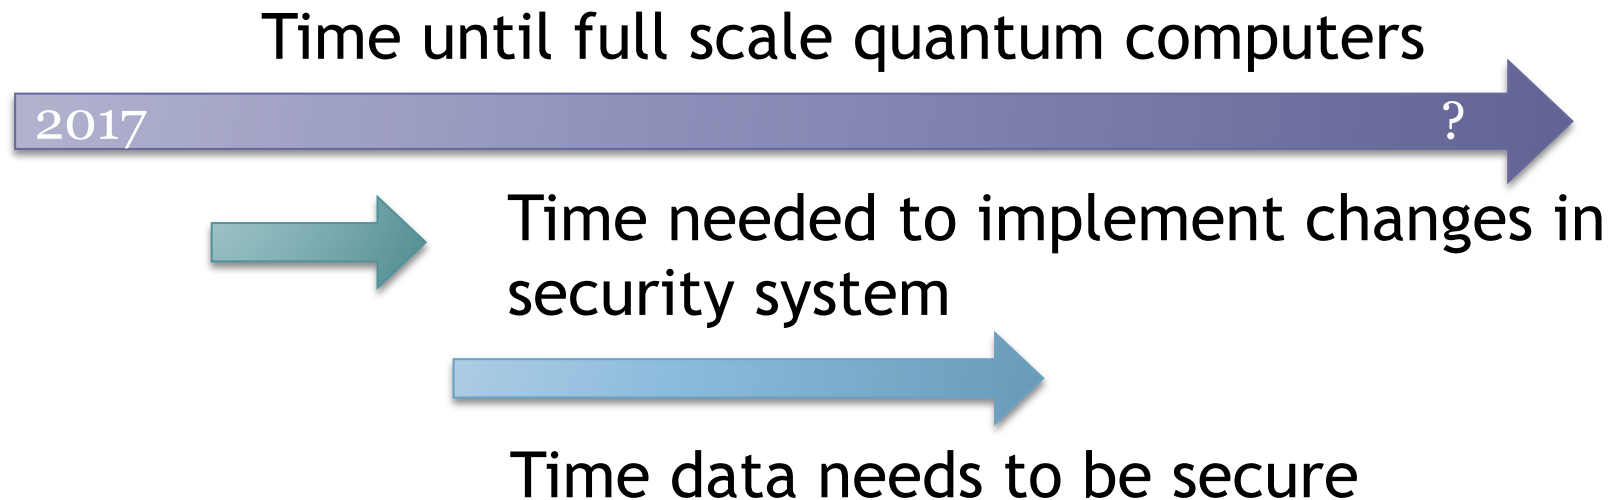 Time until full scale quantum computers
2017 ?
Time needed to implement changes in
security system
Time data needs to be secure